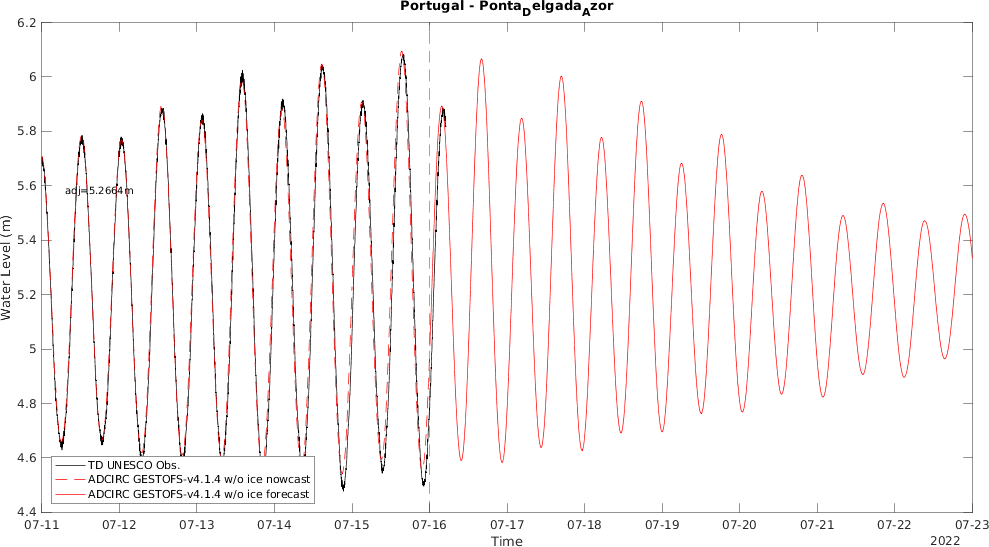 Portugal - Ponta_Delgada_Azor
6.2
6
5.8
5.6
5.4
5.2
5
4.8
4.6
4.4
Water Level (m)
adj=5.2664m
TD UNESCO Obs.
ADCIRC GESTOFS-v4.1.4 w/o ice nowcast
ADCIRC GESTOFS-v4.1.4 w/o ice forecast
07-11 07-12 07-13 07-14 07-15 07-16 07-17 07-18 07-19 07-20 07-21 07-22 07-23
Time
2022